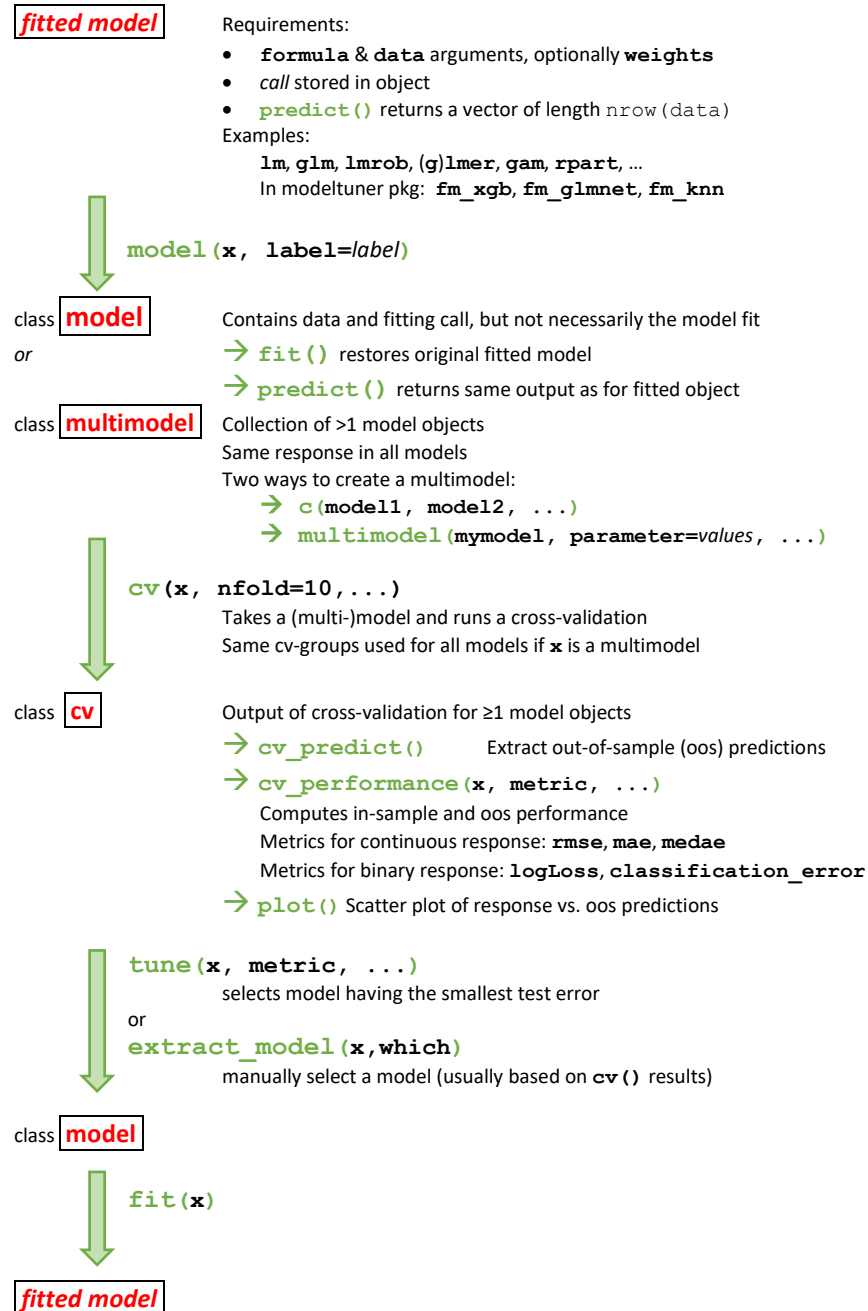 fitted model Requirements:
• formula & data arguments, optionally weights
• call stored in object
• predict() returns a vector of length nrow(data)
Examples:
lm, glm, lmrob, (g)lmer, gam, rpart, …
In modeltuner pkg: fm_xgb, fm_glmnet, fm_knn
model(x, label=label)
class model Contains data and fitting call, but not necessarily the model fit
or → fit() restores original fitted model
→ predict() returns same output as for fitted object
class multimodel Collection of >1 model objects
Same response in all models
Two ways to create a multimodel:
→ c(model1, model2, ...)
→ multimodel(mymodel, parameter=values, ...)
cv(x, nfold=10,...)
Takes a (multi-)model and runs a cross-validation
Same cv-groups used for all models if x is a multimodel
class cv Output of cross-validation for ≥1 model objects
→ cv_predict() Extract out-of-sample (oos) predictions
→ cv_performance(x, metric, ...)
Computes in-sample and oos performance
Metrics for continuous response: rmse, mae, medae
Metrics for binary response: logLoss, classification_error
→ plot() Scatter plot of response vs. oos predictions
tune(x, metric, ...)
selects model having the smallest test error
or
extract_model(x,which)
manually select a model (usually based on cv() results)
class model
fit(x)
fitted model